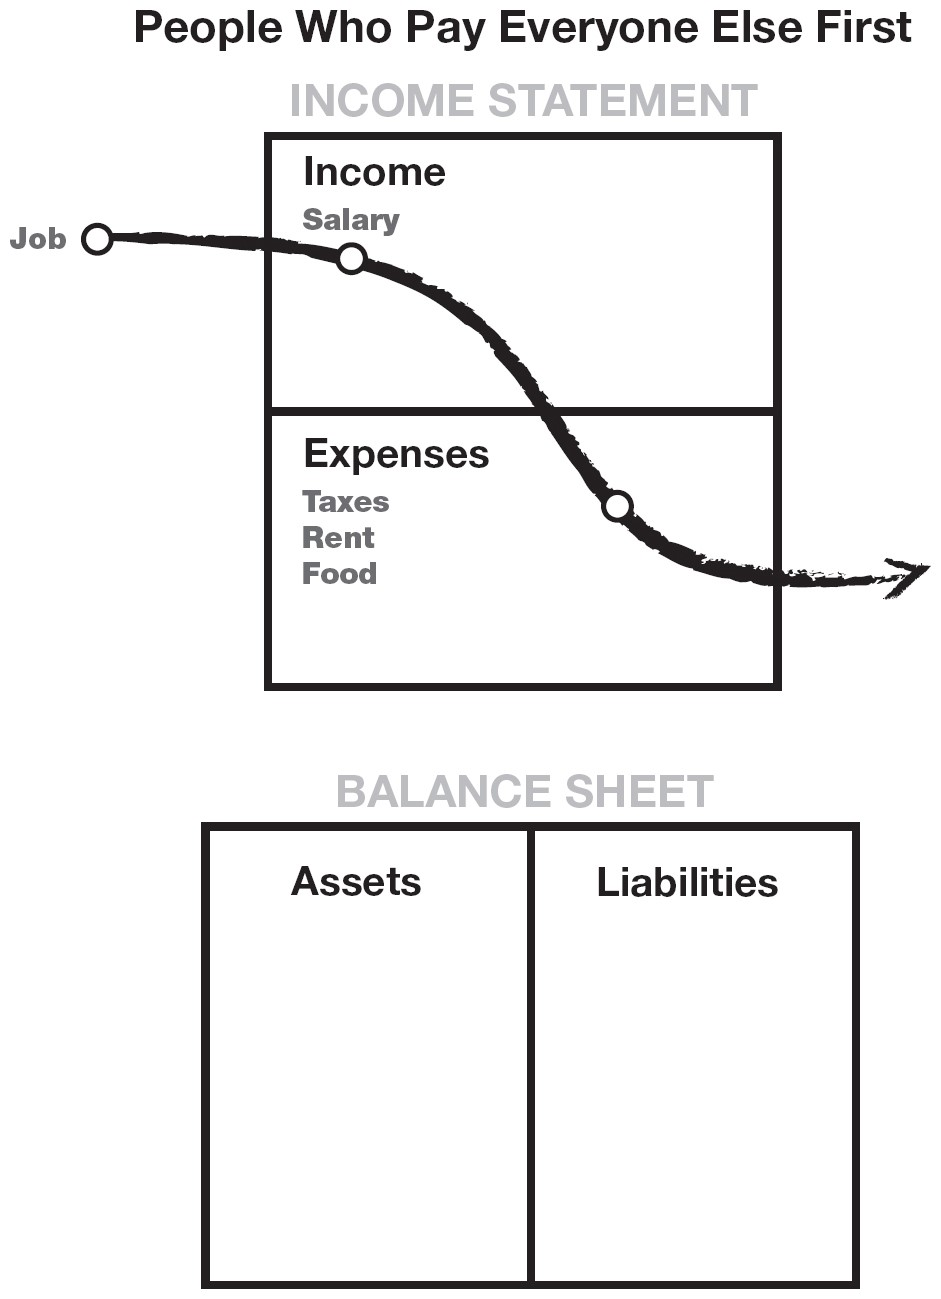 People Who Pay Everyone Else First
INCOME STATEMENT
Income
Salary
Job
Expenses
Taxes
Rent
Food
BALANCE SHEET
Assets
Liabilities